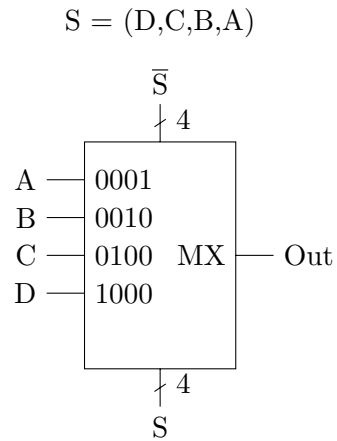 S = (D,C,B,A)
S̅
4
A 0001
B 0010
C 0100 MX Out
D 1000
4
S